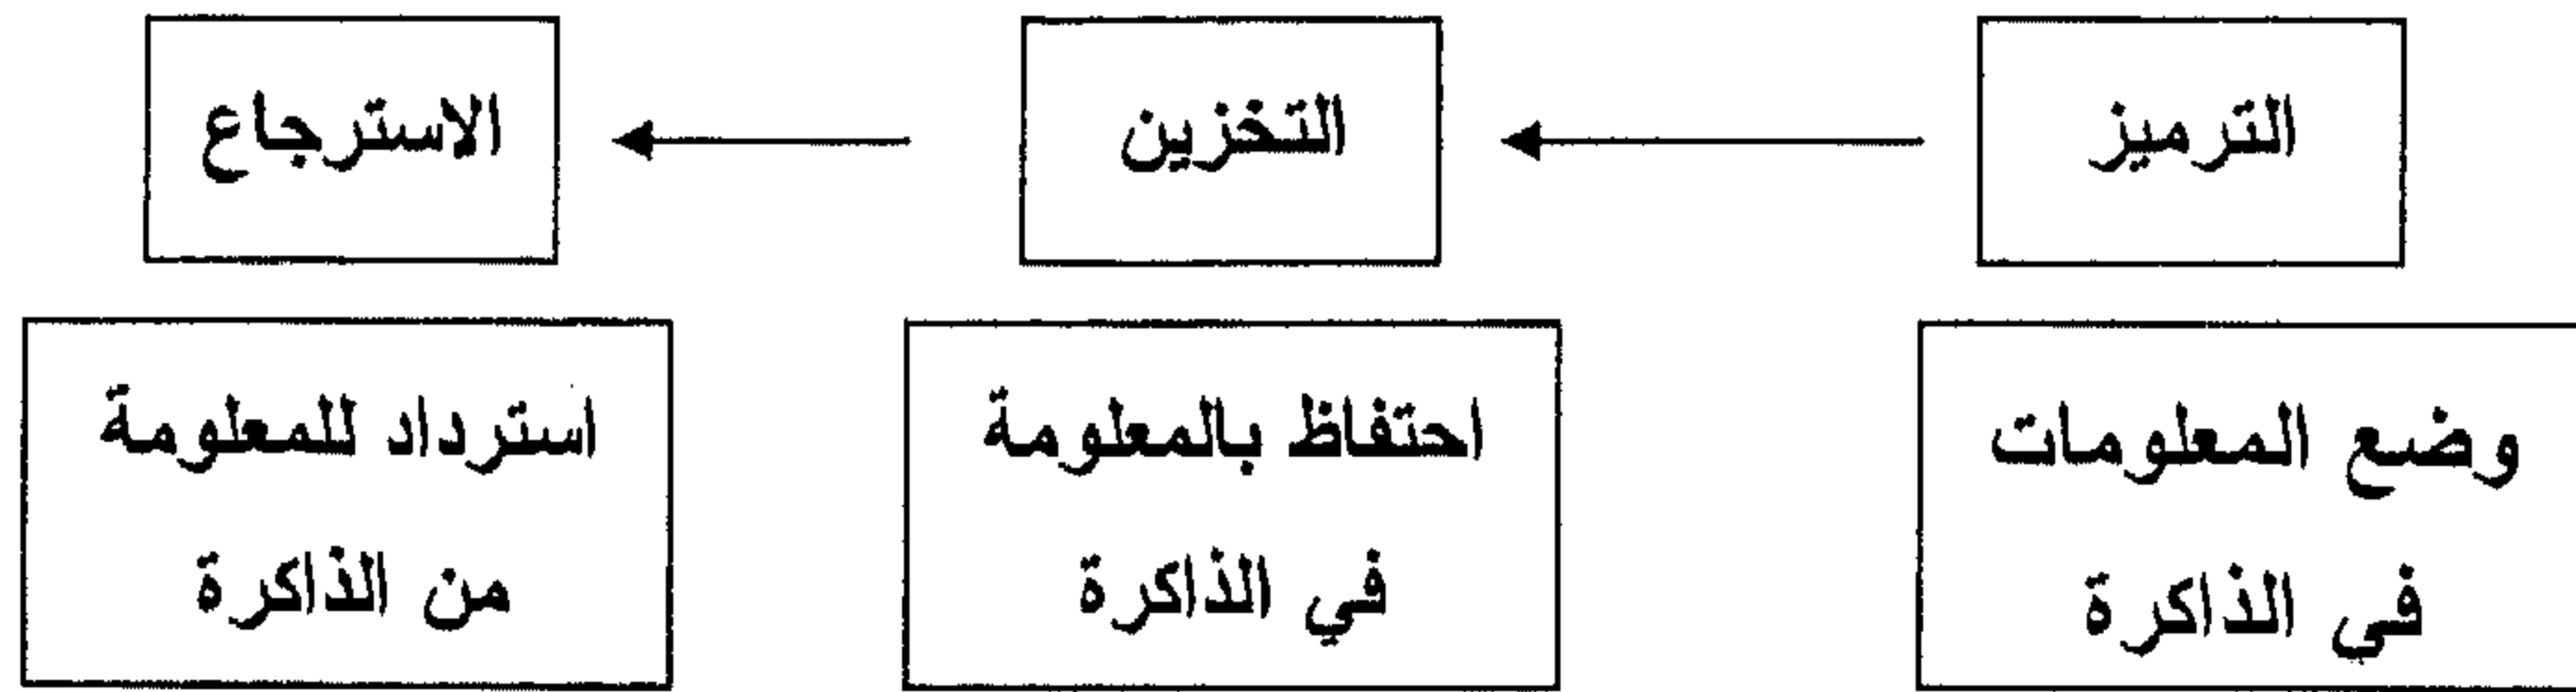 الترميز
التخزين
الاسترجاع
وضع المعلومات
في الذاكرة
احتفاظ بالمعلومة
في الذاكرة
استرداد للمعلومة
من الذاكرة